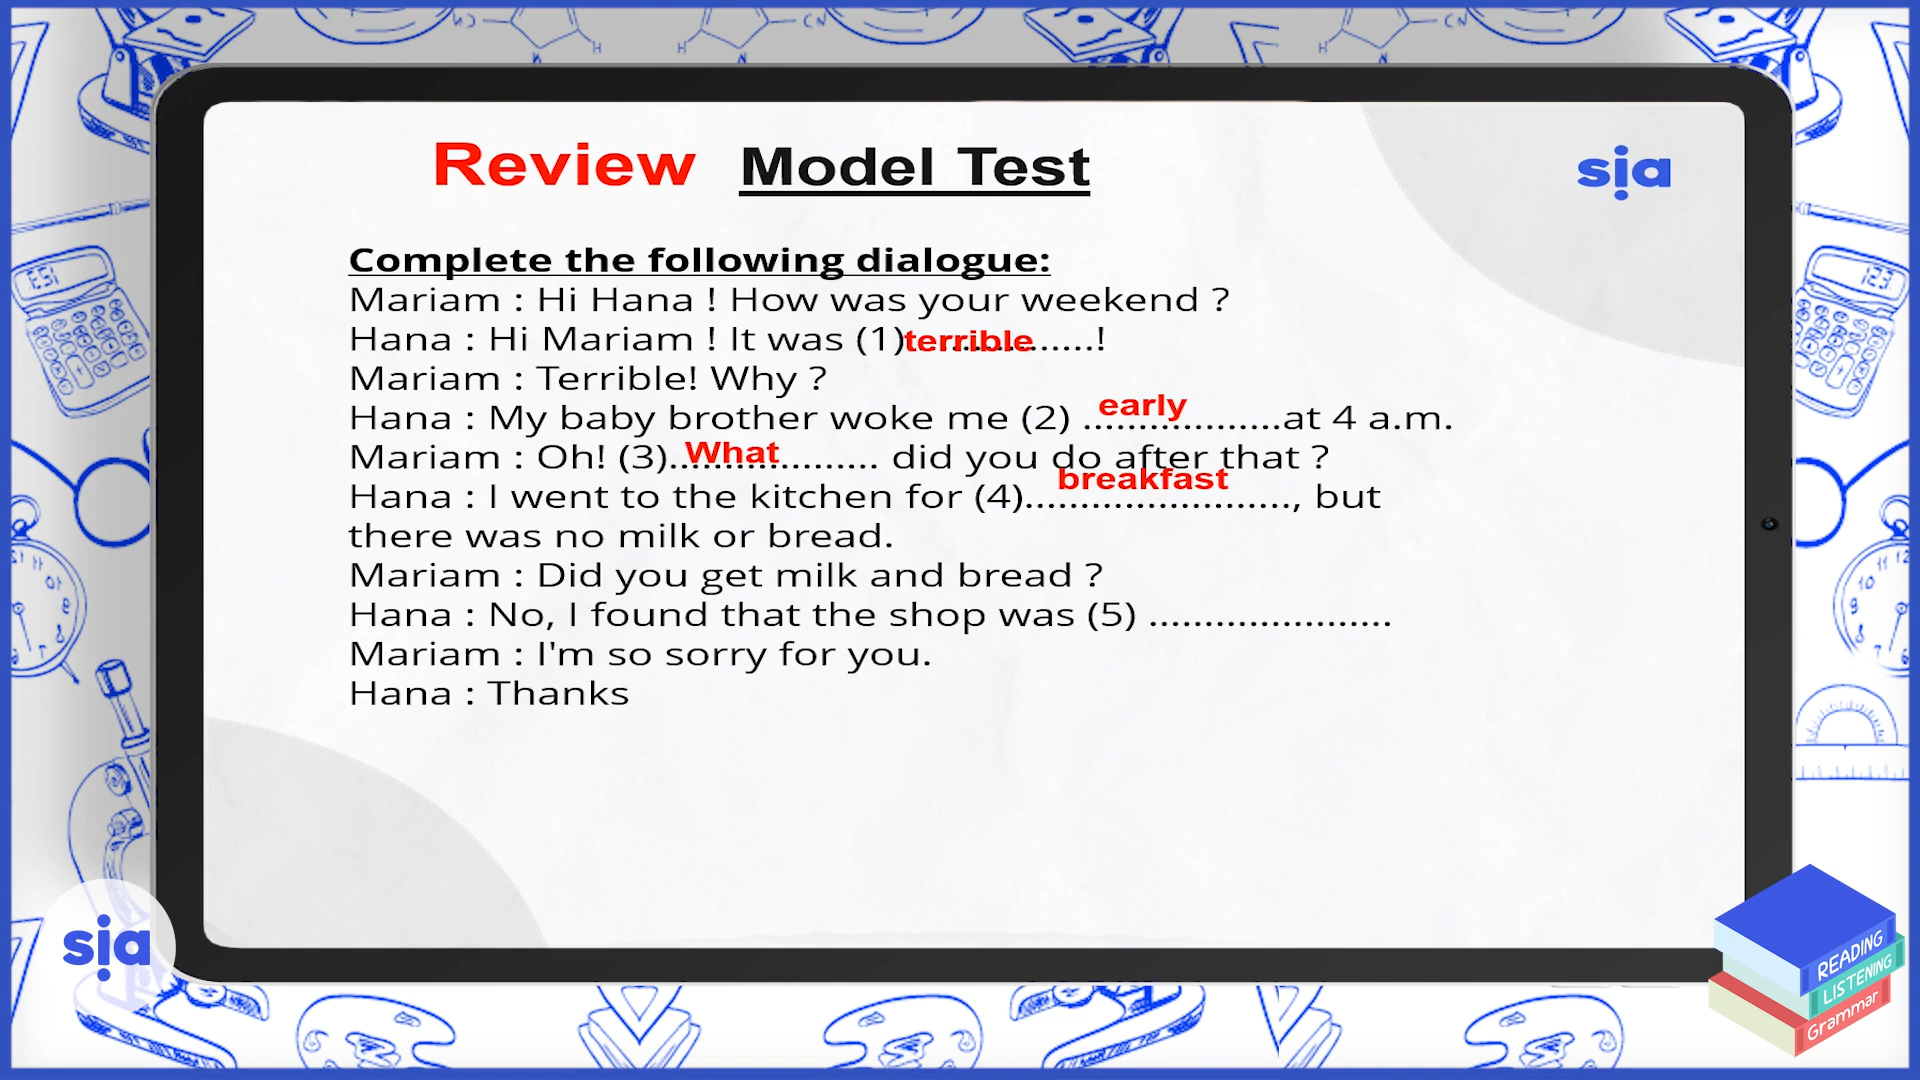 Review Model Test
sia
Complete the following dialogue:
Mariam : Hi Hana ! How was your weekend ?
Hana : Hi Mariam ! It was (1)terrible............!
Mariam : Terrible! Why ?
Hana : My baby brother woke me (2) ..early................at 4 a.m.
Mariam : Oh! (3)..What................. did you do after that ?
Hana : I went to the kitchen for (4)...breakfast....................., but
there was no milk or bread.
Mariam : Did you get milk and bread ?
Hana : No, I found that the shop was (5) ......................
Mariam : I'm so sorry for you.
Hana : Thanks
sia
READING
LISTENING
Grammar